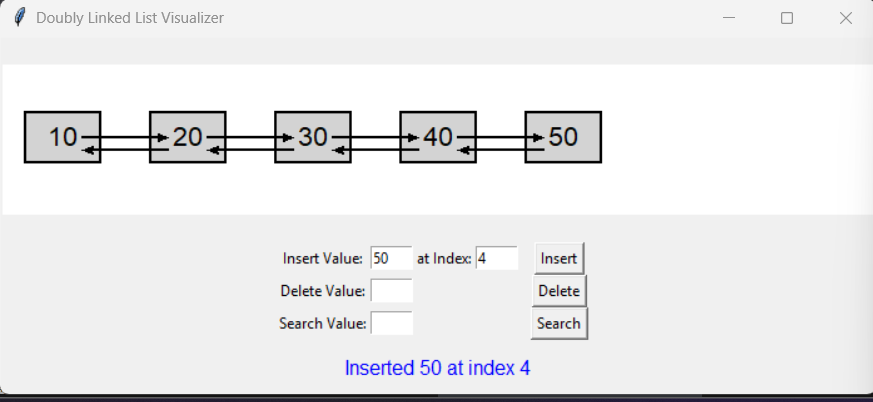 Doubly Linked List Visualizer
10 20 30 40 50
Insert Value: 50 at Index: 4 Insert
Delete Value: Delete
Search Value: Search
Inserted 50 at index 4